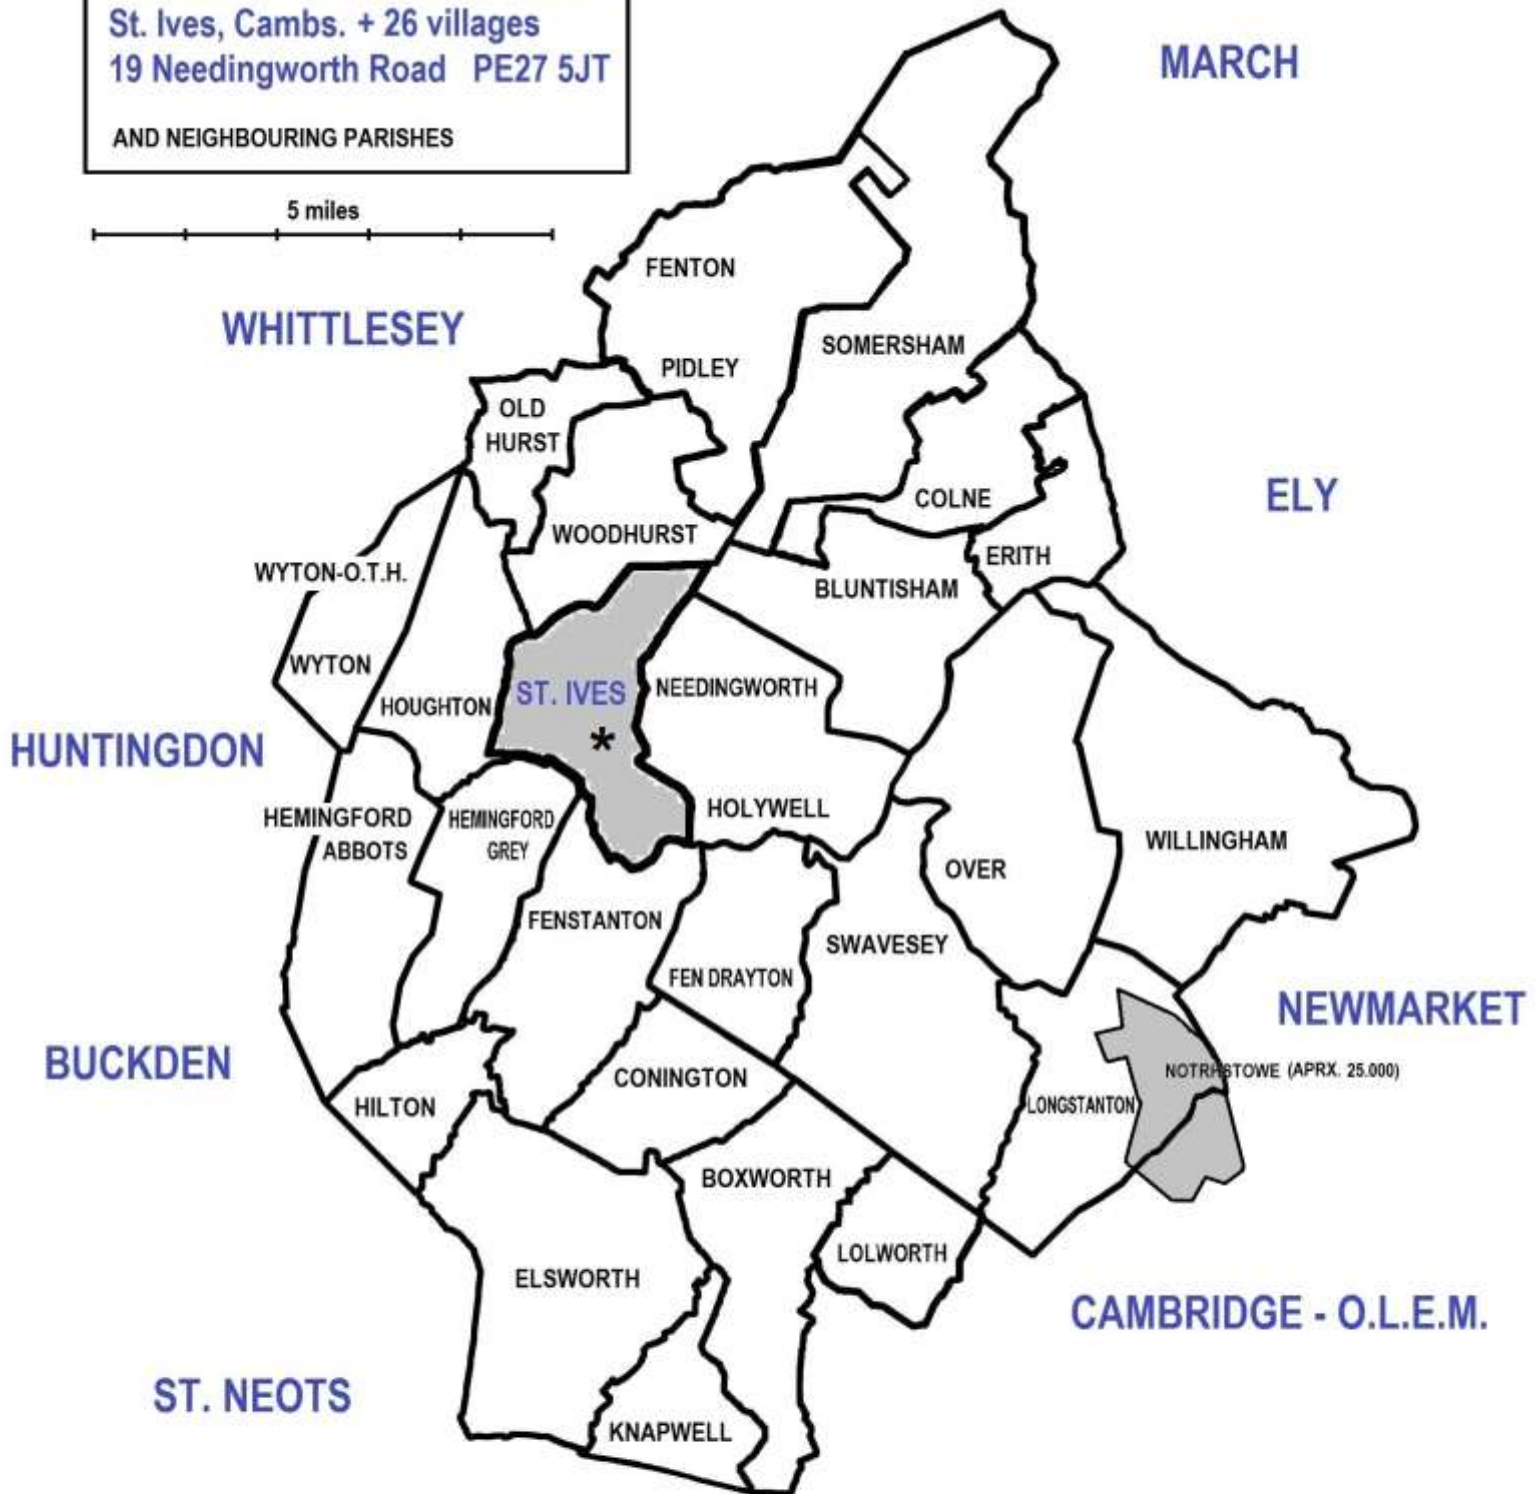 St. Ives, Cambs. + 26 villages
19 Needingworth Road PE27 5JT
AND NEIGHBOURING PARISHES
5 miles
MARCH
FENTON
WHITTLESEY
SOMERSHAM
PIDLEY
OLD
HURST
ELY
COLNE
WOODHURST
ERITH
WYTON-O.T.H.
BLUNTISHAM
WYTON
ST. IVES
NEEDINGWORTH
HOUGHTON
*
HUNTINGDON
HOLYWELL
HEMINGFORD
ABBOTS
HEMINGFORD
GREY
WILLINGHAM
OVER
FENSTANTON
SWAVESEY
FEN DRAYTON
NEWMARKET
BUCKDEN
NOTRHSTOWE (APRX. 25.000)
CONINGTON
HILTON
LONGSTANTON
BOXWORTH
LOLWORTH
ELSWORTH
CAMBRIDGE - O.L.E.M.
ST. NEOTS
KNAPWELL